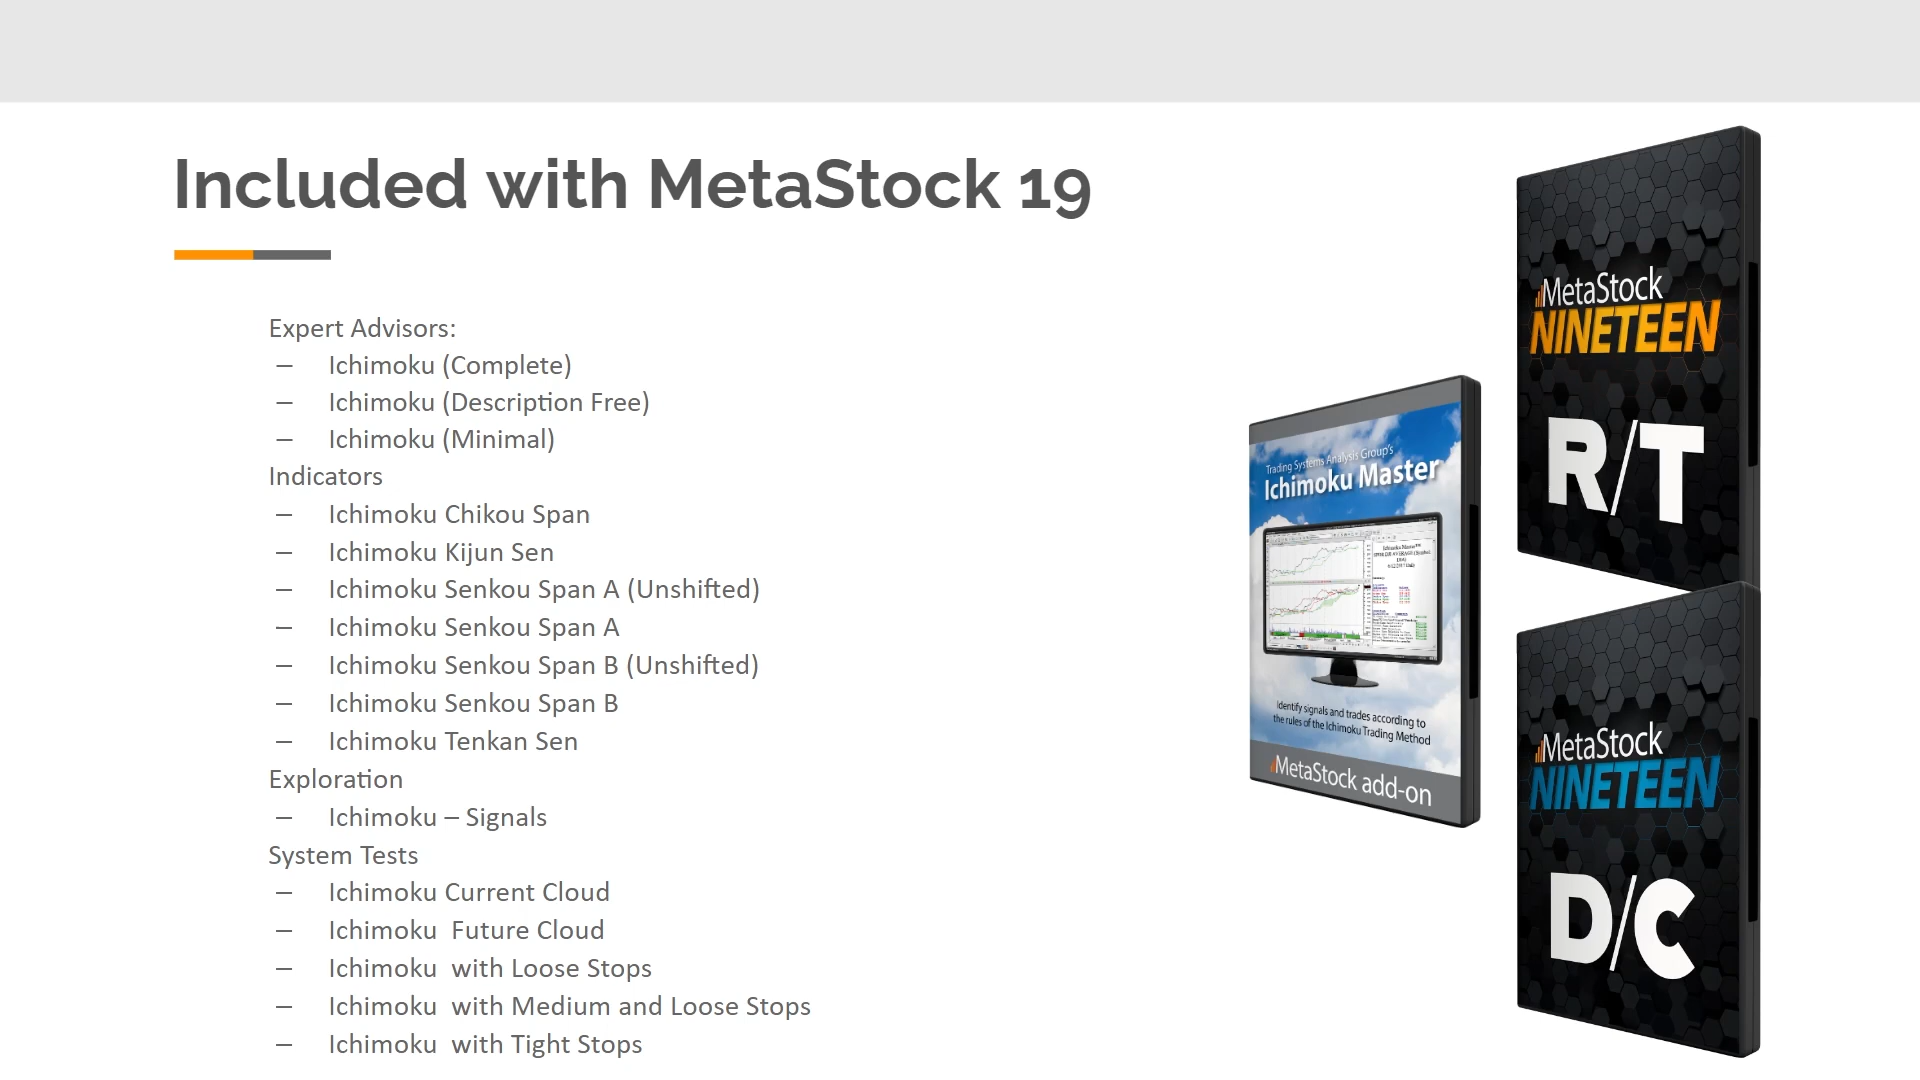 Included with MetaStock 19
Expert Advisors:
– Ichimoku (Complete)
– Ichimoku (Description Free)
– Ichimoku (Minimal)
Indicators
– Ichimoku Chikou Span
– Ichimoku Kijun Sen
– Ichimoku Senkou Span A (Unshifted)
– Ichimoku Senkou Span A
– Ichimoku Senkou Span B (Unshifted)
– Ichimoku Senkou Span B
– Ichimoku Tenkan Sen
Exploration
– Ichimoku – Signals
System Tests
– Ichimoku Current Cloud
– Ichimoku  Future Cloud
– Ichimoku  with Loose Stops
– Ichimoku  with Medium and Loose Stops
– Ichimoku  with Tight Stops
Trading Systems Analysis Group's
Ichimoku Master
Identify signals and trades according to
the rules of the Ichimoku Trading Method
MetaStock add-on
MetaStock
NINETEEN
R/T
MetaStock
NINETEEN
D/C